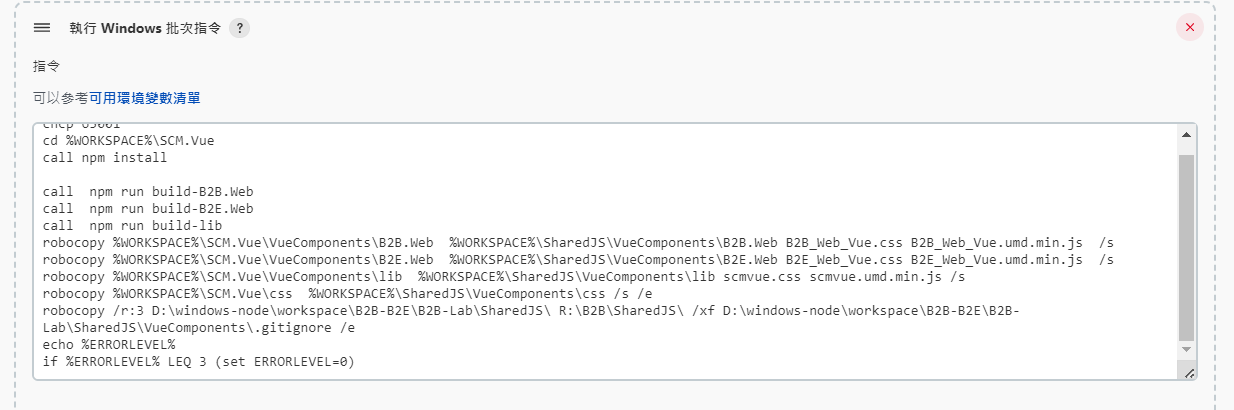 執行 Windows 批次指令 ?
指令
可以參考可用環境變數清單
chcp 65001
cd %WORKSPACE%\SCM.Vue
call npm install
call  npm run build-B2B.Web
call  npm run build-B2E.Web
call  npm run build-lib
robocopy %WORKSPACE%\SCM.Vue\VueComponents\B2B.Web  %WORKSPACE%\SharedJS\VueComponents\B2B.Web B2B_Web_Vue.css B2B_Web_Vue.umd.min.js  /s
robocopy %WORKSPACE%\SCM.Vue\VueComponents\B2E.Web  %WORKSPACE%\SharedJS\VueComponents\B2E.Web B2E_Web_Vue.css B2E_Web_Vue.umd.min.js  /s
robocopy %WORKSPACE%\SCM.Vue\VueComponents\lib  %WORKSPACE%\SharedJS\VueComponents\lib scmvue.css scmvue.umd.min.js /s
robocopy %WORKSPACE%\SCM.Vue\css  %WORKSPACE%\SharedJS\VueComponents\css /s /e
robocopy /r:3 D:\windows-node\workspace\B2B-B2E\B2B-Lab\SharedJS\ R:\B2B\SharedJS\ /xf D:\windows-node\workspace\B2B-B2E\B2B-
Lab\SharedJS\VueComponents\.gitignore /e
echo %ERRORLEVEL%
if %ERRORLEVEL% LEQ 3 (set ERRORLEVEL=0)